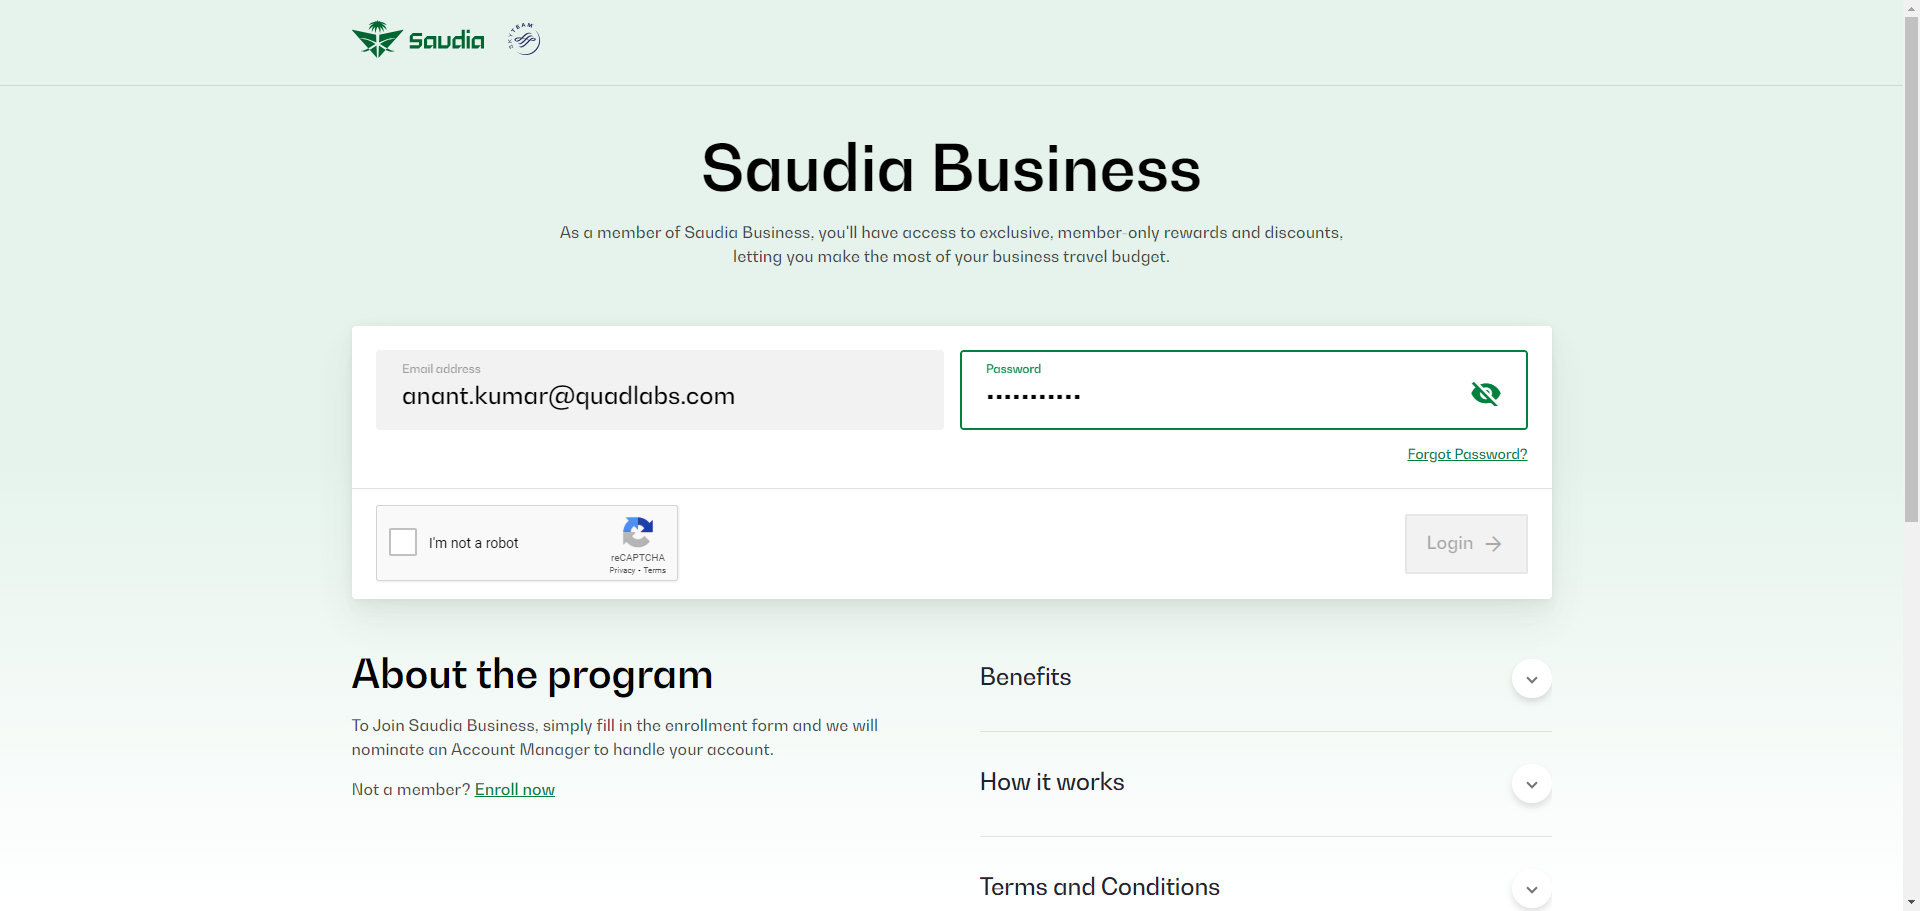 Saudia
SKYTEAM
Saudia Business
As a member of Saudia Business, you'll have access to exclusive, member-only rewards and discounts,
letting you make the most of your business travel budget.
Email address
anant.kumar@quadlabs.com
Password
Forgot Password?
I'm not a robot
reCAPTCHA
Privacy - Terms
Login
About the program
To Join Saudia Business, simply fill in the enrollment form and we will
nominate an Account Manager to handle your account.
Not a member? Enroll now
Benefits
How it works
Terms and Conditions